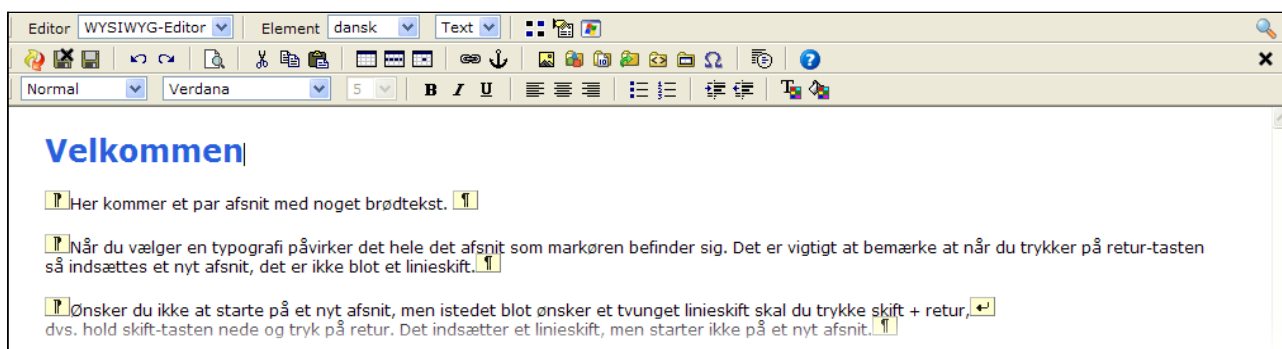 Editor WYSIWYG-Editor Element dansk Text
Normal Verdana 5 B I U
Velkommen
Her kommer et par afsnit med noget brødtekst.
Når du vælger en typografi påvirker det hele det afsnit som markøren befinder sig. Det er vigtigt at bemærke at når du trykker på retur-tasten
så indsættes et nyt afsnit, det er ikke blot et linieskift.
Ønsker du ikke at starte på et nyt afsnit, men istedet blot ønsker et tvunget linieskift skal du trykke skift + retur,
dvs. hold skift-tasten nede og tryk på retur. Det indsætter et linieskift, men starter ikke på et nyt afsnit.